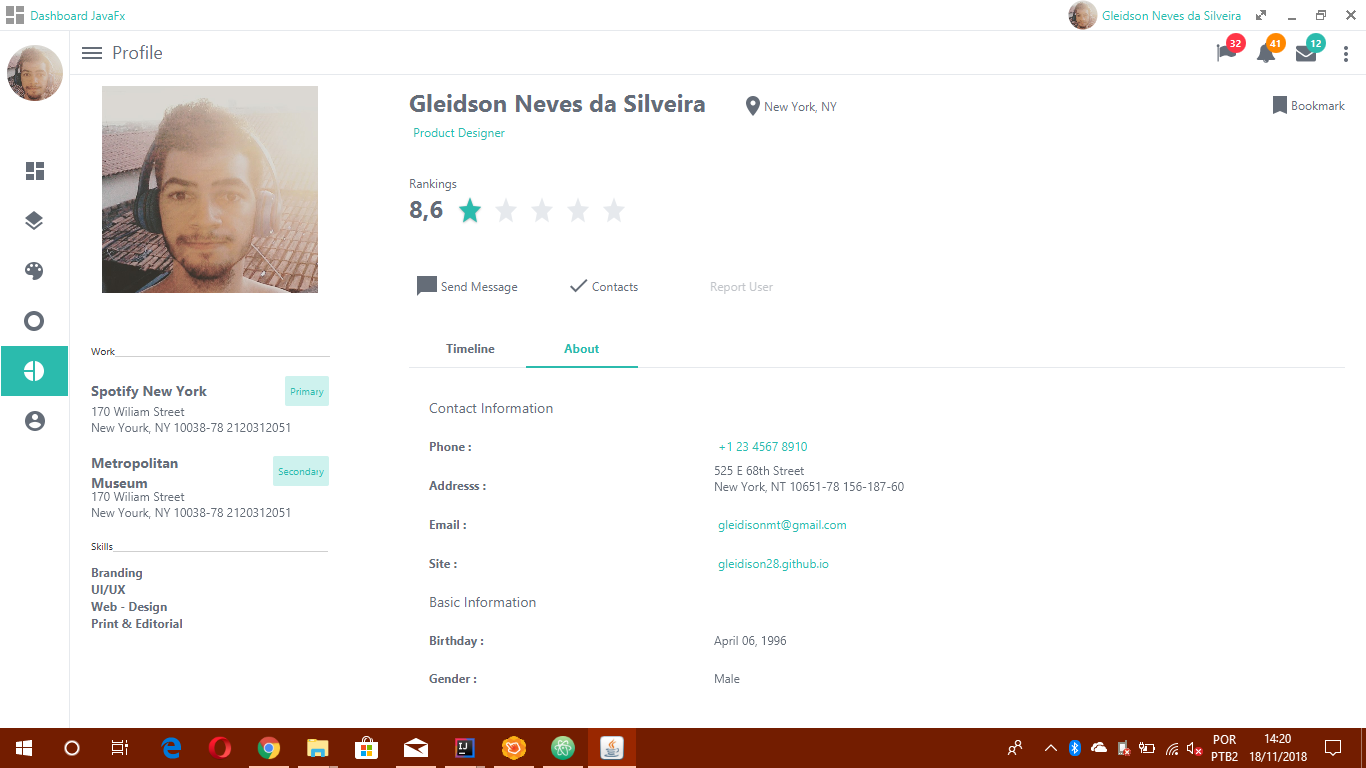 Dashboard JavaFx
Gleidson Neves da Silveira
Profile
32
41
12
Gleidson Neves da Silveira
New York, NY
Bookmark
Product Designer
Rankings
8,6
Send Message
Contacts
Report User
Timeline
About
Work
Spotify New York
Primary
170 Wiliam Street
New Yourk, NY 10038-78 2120312051
Metropolitan
Museum
Secondary
170 Wiliam Street
New Yourk, NY 10038-78 2120312051
Skills
Branding
UI/UX
Web - Design
Print & Editorial
Contact Information
Phone :
+1 23 4567 8910
Addresss :
525 E 68th Street
New York, NT 10651-78 156-187-60
Email :
gleidisonmt@gmail.com
Site :
gleidison28.github.io
Basic Information
Birthday :
April 06, 1996
Gender :
Male
IJ
POR
PTB2
14:20
18/11/2018